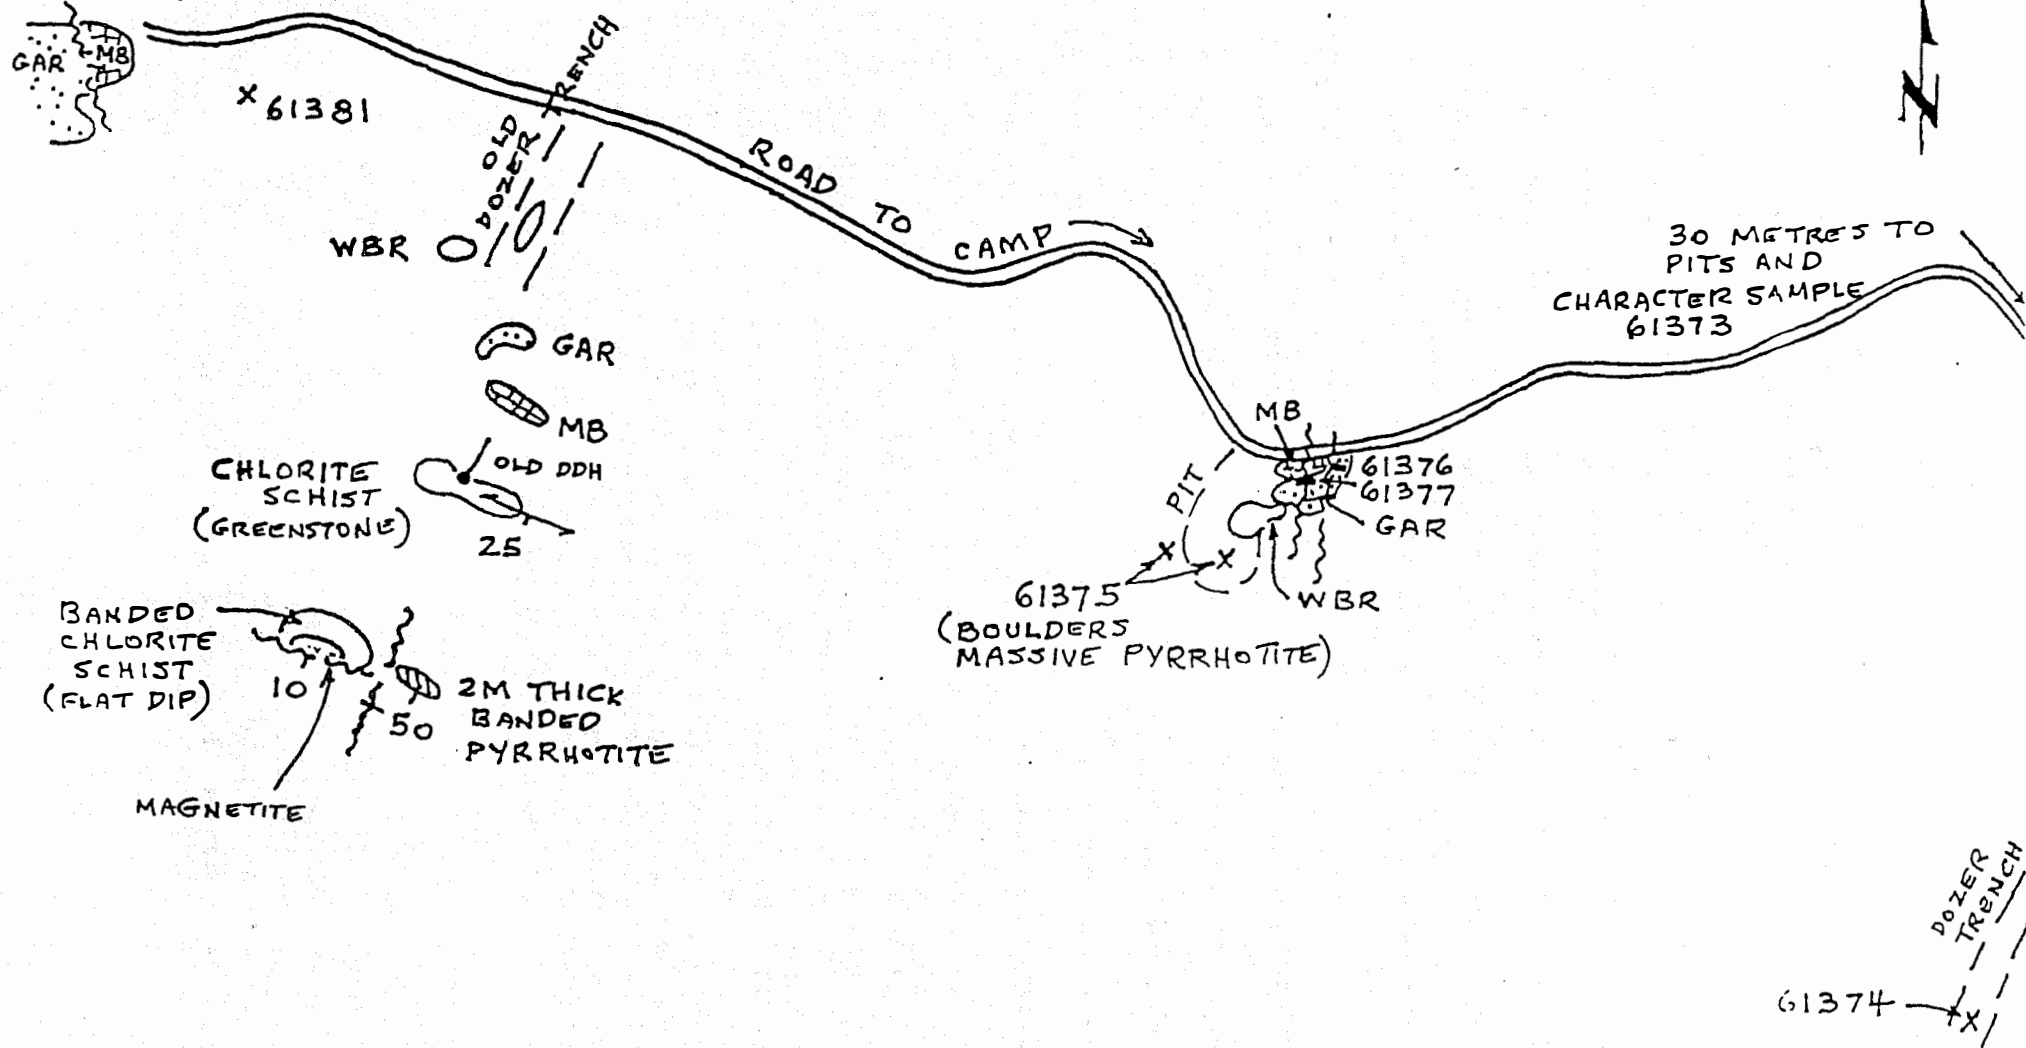 GAR
MB
61381
OLD
DOZER TRENCH
ROAD TO CAMP
N
WBR
GAR
MB
OLD DDH
CHLORITE
SCHIST
(GREENSTONE)
25
BANDED
CHLORITE
SCHIST
(FLAT DIP)
10
50
2M THICK
BANDED
PYRRHOTITE
MAGNETITE
30 METRES TO
PITS AND
CHARACTER SAMPLE
61373
MB
61376
61377
GAR
PIT
WBR
61375
(BOULDERS
MASSIVE PYRRHOTITE)
DOZER
TRENCH
61374